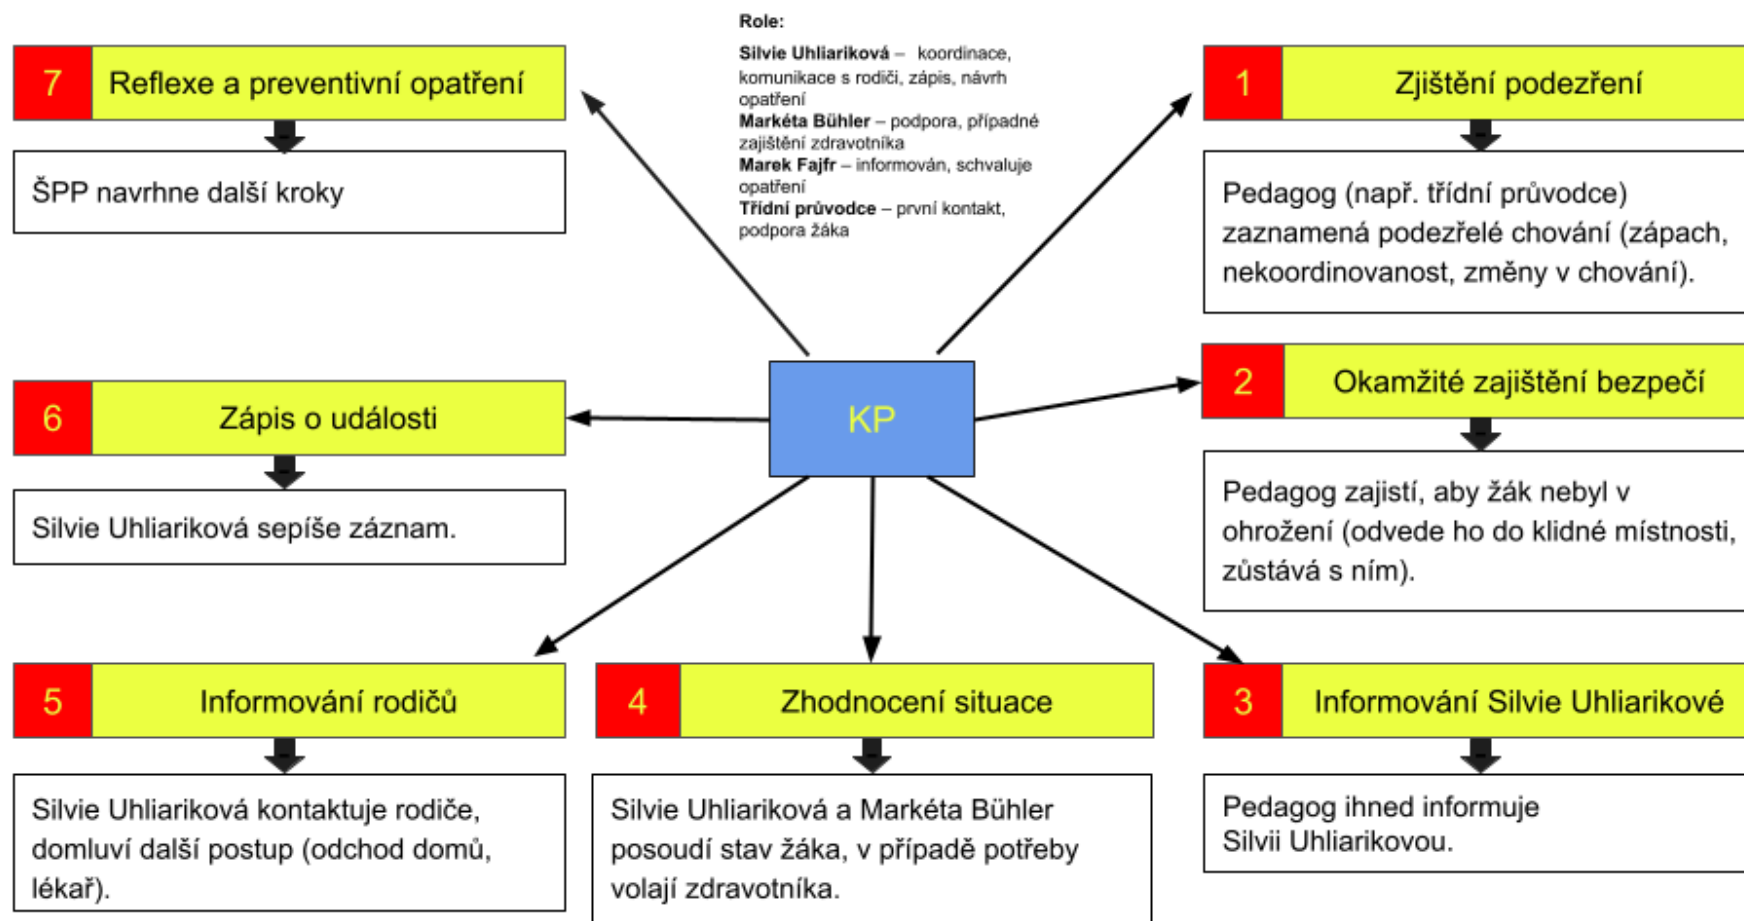 Role:
Silvie Uhliariková – koordinace,
komunikace s rodiči, zápis, návrh
opatření
Markéta Bühler – podpora, případné
zajištění zdravotníka
Marek Fajfr – informován, schvaluje
opatření
Třídní průvodce – první kontakt,
podpora žáka
KP
1 Zjištění podezření
Pedagog (např. třídní průvodce)
zaznamená podezřelé chování (zápach,
nekoordinovanost, změny v chování).
2 Okamžité zajištění bezpečí
Pedagog zajistí, aby žák nebyl v
ohrožení (odvede ho do klidné místnosti,
zůstává s ním).
3 Informování Silvie Uhliarikové
Pedagog ihned informuje
Silvii Uhliarikovou.
4 Zhodnocení situace
Silvie Uhliariková a Markéta Bühler
posoudí stav žáka, v případě potřeby
volají zdravotníka.
5 Informování rodičů
Silvie Uhliariková kontaktuje rodiče,
domluví další postup (odchod domů,
lékař).
6 Zápis o události
Silvie Uhliariková sepíše záznam.
7 Reflexe a preventivní opatření
ŠPP navrhne další kroky